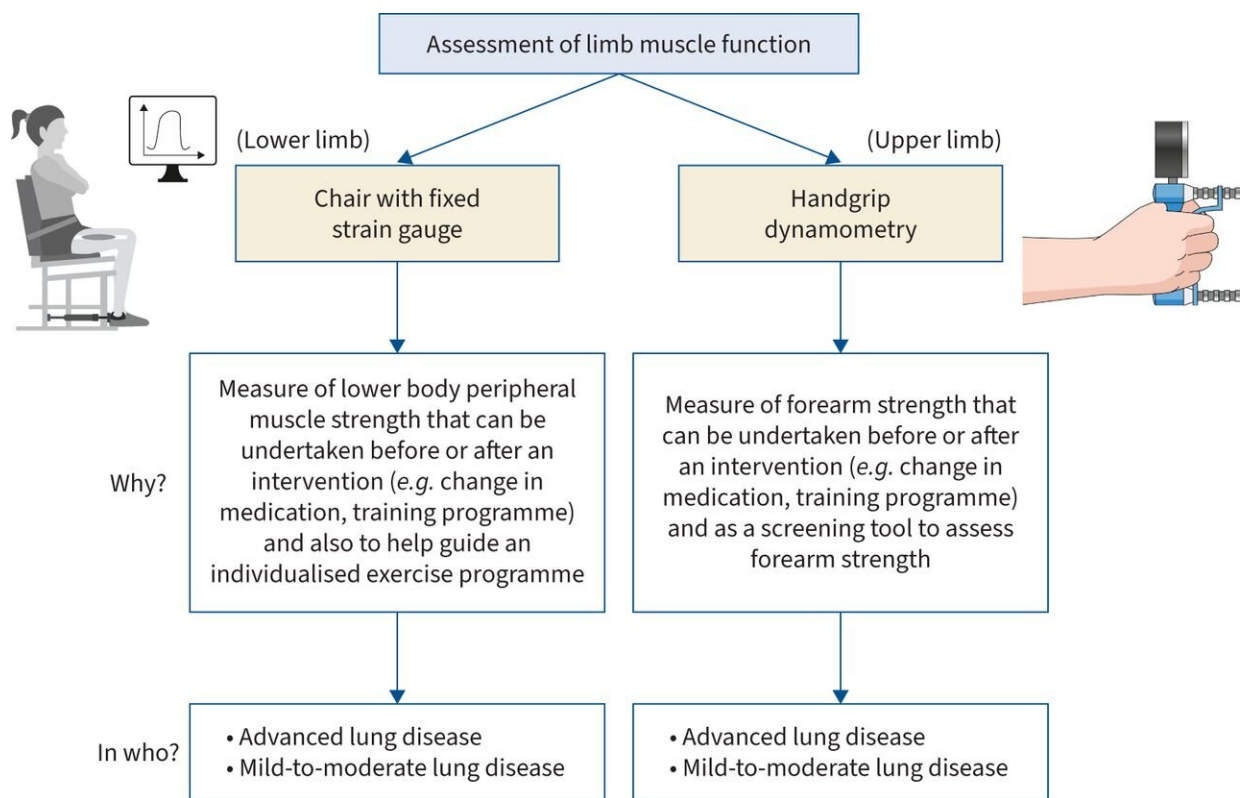 Assessment of limb muscle function
(Lower limb)
(Upper limb)
Chair with fixed
strain gauge
Handgrip
dynamometry
Why?
Measure of lower body peripheral
muscle strength that can be
undertaken before or after an
intervention (e.g. change in
medication, training programme)
and also to help guide an
individualised exercise programme
Measure of forearm strength that
can be undertaken before or after
an intervention (e.g. change in
medication, training programme)
and as a screening tool to assess
forearm strength
In who?
• Advanced lung disease
• Mild-to-moderate lung disease
• Advanced lung disease
• Mild-to-moderate lung disease